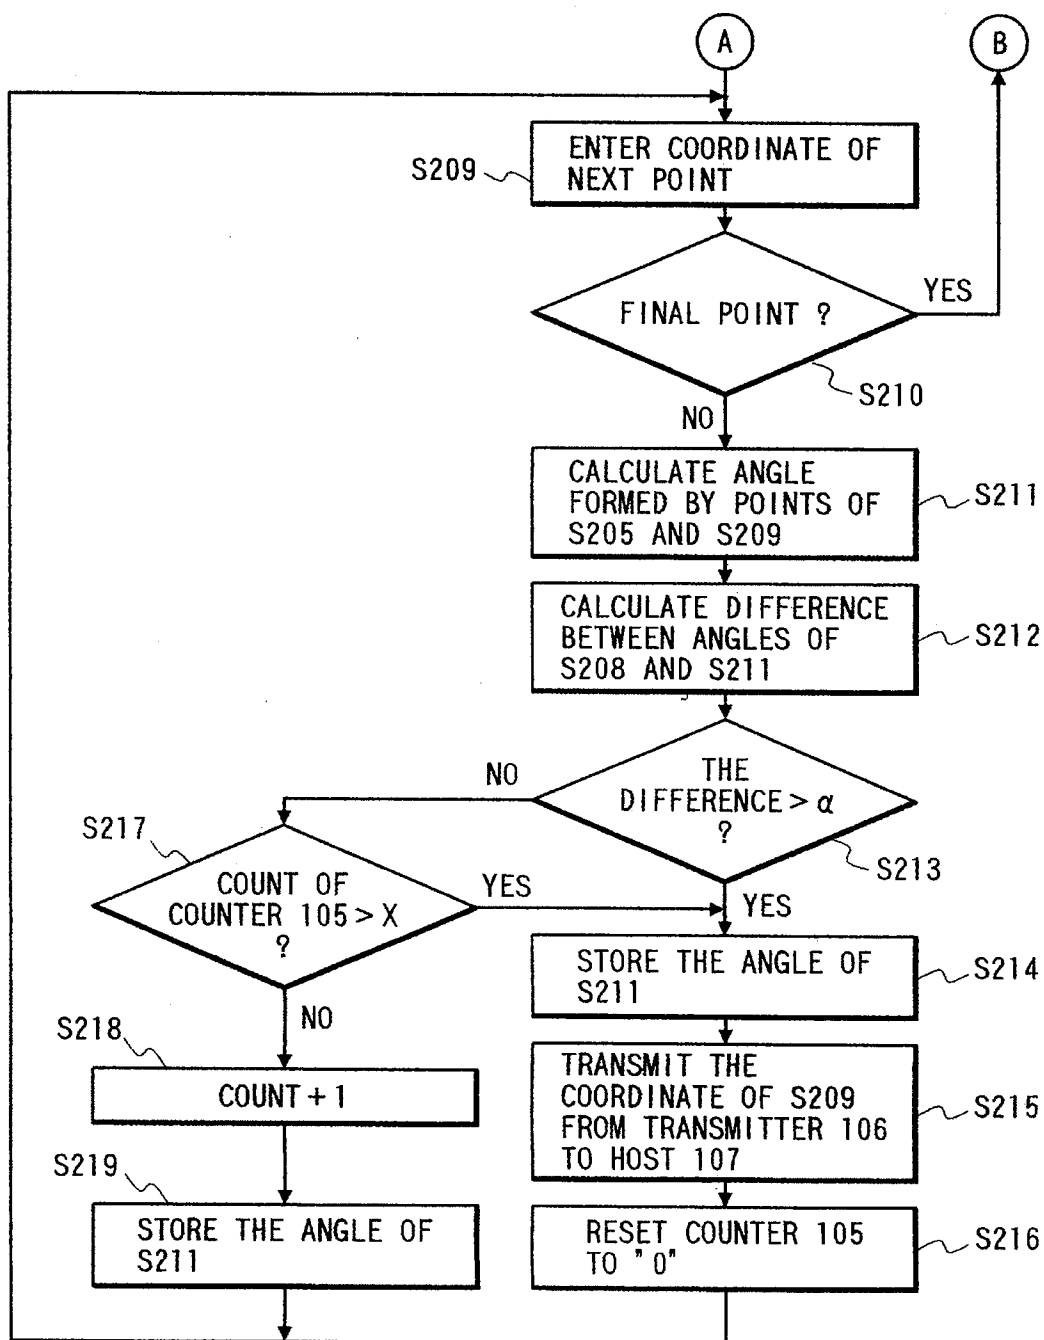 A
B
ENTER COORDINATE OF
NEXT POINT
S209
YES
FINAL POINT ?
S210
NO
CALCULATE ANGLE
FORMED BY POINTS OF
S205 AND S209
S211
CALCULATE DIFFERENCE
BETWEEN ANGLES OF
S208 AND S211
S212
NO
THE
DIFFERENCE > α
?
S213
S217
COUNT OF
COUNTER 105 > X
?
YES
YES
STORE THE ANGLE OF
S211
S214
NO
S218
COUNT + 1
TRANSMIT THE
COORDINATE OF S209
FROM TRANSMITTER 106
TO HOST 107
S215
S219
STORE THE ANGLE OF
S211
RESET COUNTER 105
TO "0"
S216